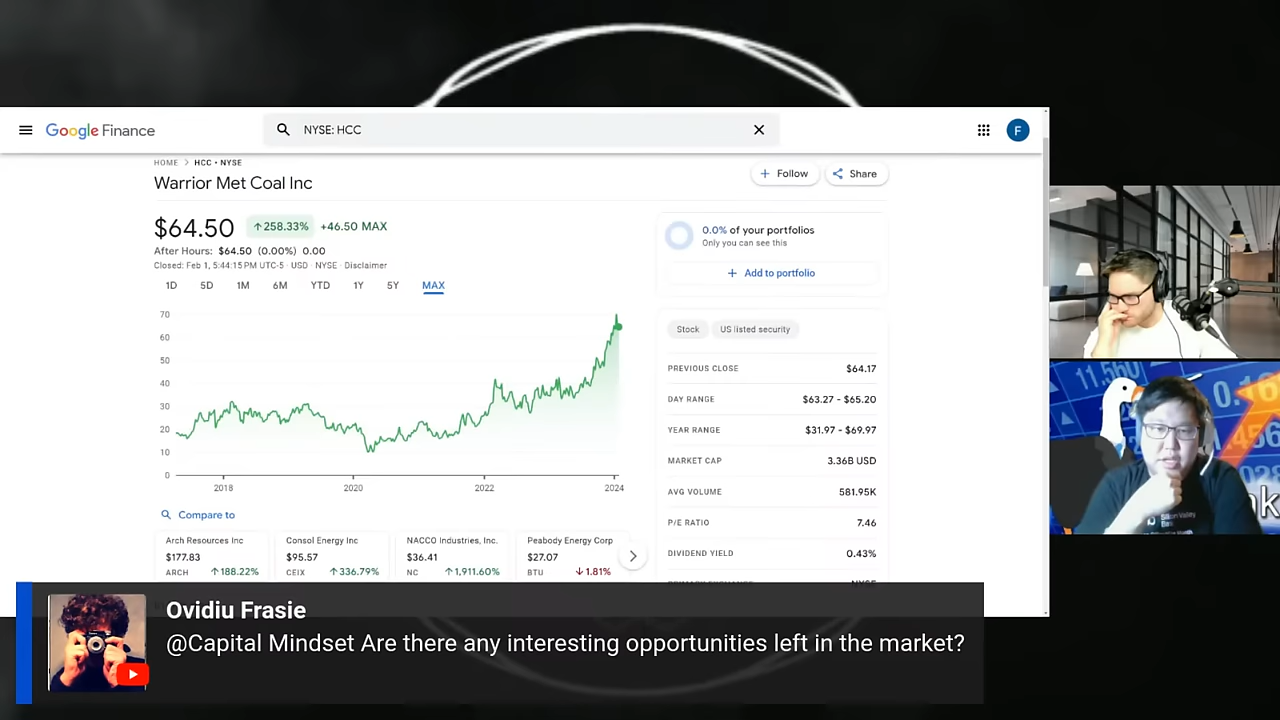 Google Finance
NYSE: HCC
F
HOME > HCC • NYSE
Warrior Met Coal Inc
+ Follow
Share
$64.50 ↑258.33% +46.50 MAX
After Hours: $64.50 (0.00%) 0.00
Closed: Feb 1, 5:44:15 PM UTC-5 · USD · NYSE · Disclaimer
1D 5D 1M 6M YTD 1Y 5Y MAX
70
60
50
40
30
20
10
0
2018 2020 2022 2024
Compare to
Arch Resources Inc
$177.83
ARCH ↑188.22%
Consol Energy Inc
$95.57
CEIX ↑336.79%
NACCO Industries, Inc.
$36.41
NC ↑1,911.60%
Peabody Energy Corp
$27.07
BTU ↓1.81%
0.0% of your portfolios
Only you can see this
+ Add to portfolio
Stock US listed security
PREVIOUS CLOSE $64.17
DAY RANGE $63.27 - $65.20
YEAR RANGE $31.97 - $69.97
MARKET CAP 3.36B USD
AVG VOLUME 581.95K
P/E RATIO 7.46
DIVIDEND YIELD 0.43%
11.560
0.16
Silicon Valley
Bank
Ovidiu Frasie
@Capital Mindset Are there any interesting opportunities left in the market?